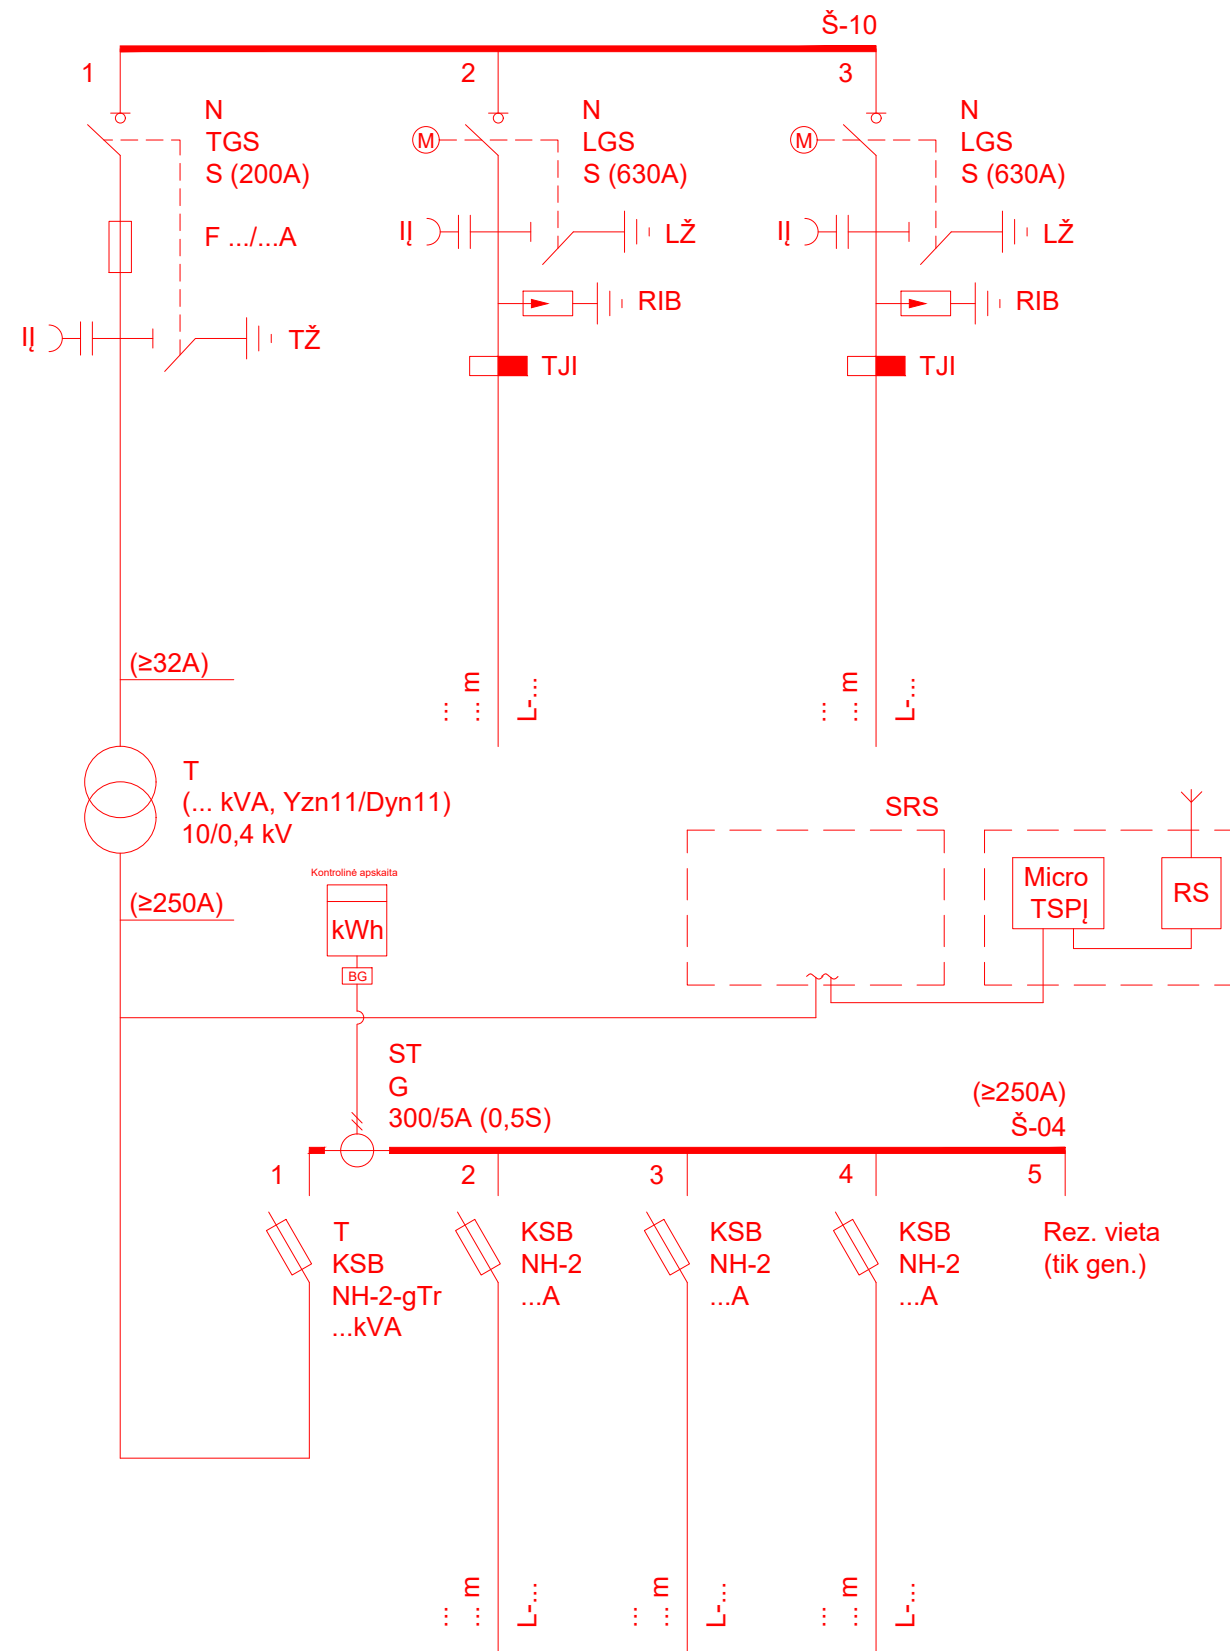 Š-10
1
2
3
N
TGS
S (200A)
F .../...A
N
LGS
S (630A)
N
LGS
S (630A)
M
M
IĮ
LŽ
IĮ
LŽ
RIB
RIB
IĮ
TŽ
TJI
TJI
(≥32A)
...
... m
L-...
...
... m
L-...
T
(... kVA, Yzn11/Dyn11)
10/0,4 kV
(≥250A)
Kontrolinė apskaita
kWh
BG
SRS
Micro
TSPĮ
RS
ST
G
300/5A (0,5S)
(≥250A)
Š-04
1
2
3
4
5
T
KSB
NH-2-gTr
...kVA
KSB
NH-2
...A
KSB
NH-2
...A
KSB
NH-2
...A
Rez. vieta
(tik gen.)
...
... m
L-...
...
... m
L-...
...
... m
L-...